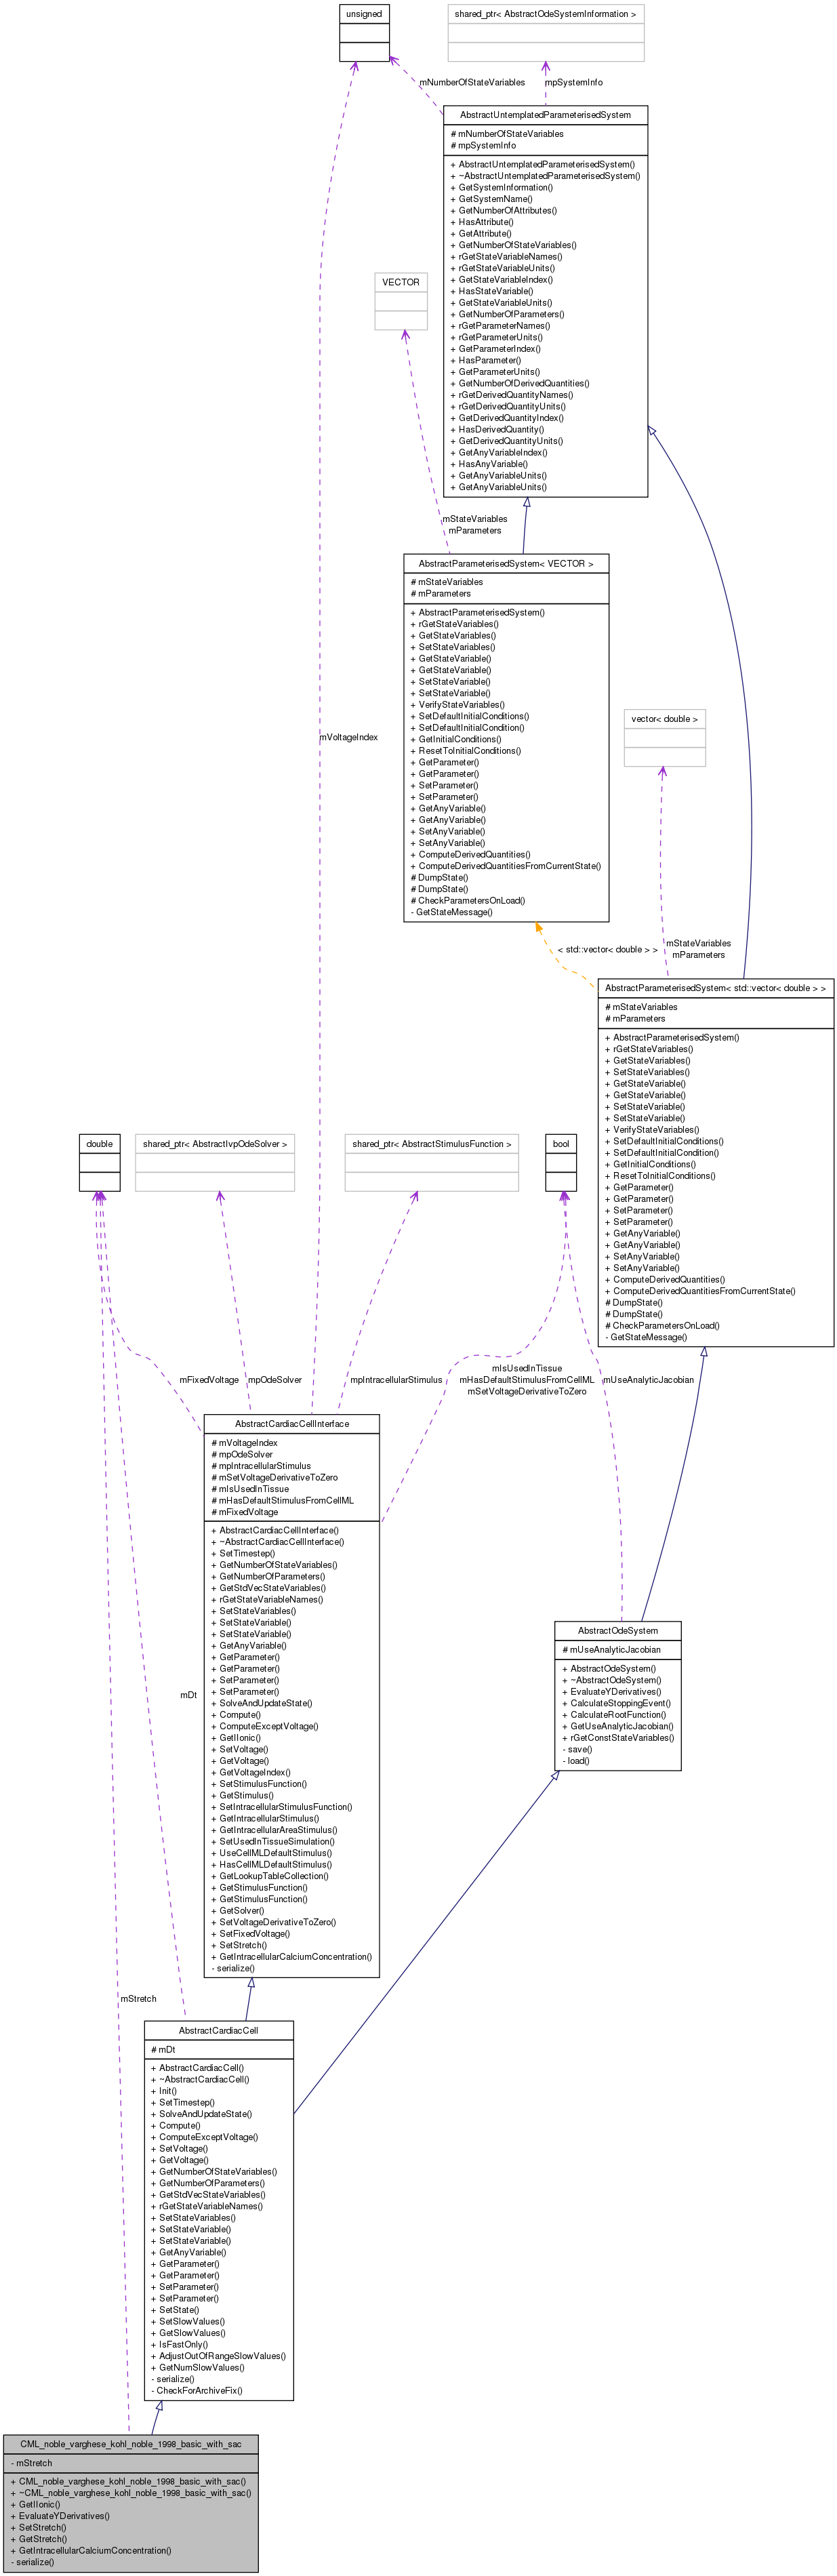 unsigned
shared_ptr< AbstractOdeSystemInformation >
mNumberOfStateVariables
mpSystemInfo
AbstractUntemplatedParameterisedSystem
# mNumberOfStateVariables
# mpSystemInfo
+ AbstractUntemplatedParameterisedSystem()
+ ~AbstractUntemplatedParameterisedSystem()
+ GetSystemInformation()
+ GetSystemName()
+ GetNumberOfAttributes()
+ HasAttribute()
+ GetAttribute()
+ GetNumberOfStateVariables()
+ rGetStateVariableNames()
+ rGetStateVariableUnits()
+ GetStateVariableIndex()
+ HasStateVariable()
+ GetStateVariableUnits()
+ GetNumberOfParameters()
+ rGetParameterNames()
+ rGetParameterUnits()
+ GetParameterIndex()
+ HasParameter()
+ GetParameterUnits()
+ GetNumberOfDerivedQuantities()
+ rGetDerivedQuantityNames()
+ rGetDerivedQuantityUnits()
+ GetDerivedQuantityIndex()
+ HasDerivedQuantity()
+ GetDerivedQuantityUnits()
+ GetAnyVariableIndex()
+ HasAnyVariable()
+ GetAnyVariableUnits()
+ GetAnyVariableUnits()
VECTOR
mStateVariables
mParameters
AbstractParameterisedSystem< VECTOR >
# mStateVariables
# mParameters
+ AbstractParameterisedSystem()
+ rGetStateVariables()
+ GetStateVariables()
+ SetStateVariables()
+ GetStateVariable()
+ GetStateVariable()
+ SetStateVariable()
+ SetStateVariable()
+ VerifyStateVariables()
+ SetDefaultInitialConditions()
+ SetDefaultInitialCondition()
+ GetInitialConditions()
+ ResetToInitialConditions()
+ GetParameter()
+ GetParameter()
+ SetParameter()
+ SetParameter()
+ GetAnyVariable()
+ GetAnyVariable()
+ SetAnyVariable()
+ SetAnyVariable()
+ ComputeDerivedQuantities()
+ ComputeDerivedQuantitiesFromCurrentState()
# DumpState()
# DumpState()
# CheckParametersOnLoad()
- GetStateMessage()
vector< double >
mVoltageIndex
< std::vector< double > >
mStateVariables
mParameters
AbstractParameterisedSystem< std::vector< double > >
# mStateVariables
# mParameters
+ AbstractParameterisedSystem()
+ rGetStateVariables()
+ GetStateVariables()
+ SetStateVariables()
+ GetStateVariable()
+ GetStateVariable()
+ SetStateVariable()
+ SetStateVariable()
+ VerifyStateVariables()
+ SetDefaultInitialConditions()
+ SetDefaultInitialCondition()
+ GetInitialConditions()
+ ResetToInitialConditions()
+ GetParameter()
+ GetParameter()
+ SetParameter()
+ SetParameter()
+ GetAnyVariable()
+ GetAnyVariable()
+ SetAnyVariable()
+ SetAnyVariable()
+ ComputeDerivedQuantities()
+ ComputeDerivedQuantitiesFromCurrentState()
# DumpState()
# DumpState()
# CheckParametersOnLoad()
- GetStateMessage()
double
shared_ptr< AbstractIvpOdeSolver >
shared_ptr< AbstractStimulusFunction >
bool
mFixedVoltage
mpOdeSolver
mpIntracellularStimulus
mIsUsedInTissue
mHasDefaultStimulusFromCellML
mSetVoltageDerivativeToZero
mUseAnalyticJacobian
AbstractCardiacCellInterface
# mVoltageIndex
# mpOdeSolver
# mpIntracellularStimulus
# mSetVoltageDerivativeToZero
# mIsUsedInTissue
# mHasDefaultStimulusFromCellML
# mFixedVoltage
+ AbstractCardiacCellInterface()
+ ~AbstractCardiacCellInterface()
+ SetTimestep()
+ GetNumberOfStateVariables()
+ GetNumberOfParameters()
+ GetStdVecStateVariables()
+ rGetStateVariableNames()
+ SetStateVariables()
+ SetStateVariable()
+ SetStateVariable()
+ GetAnyVariable()
+ GetParameter()
+ GetParameter()
+ SetParameter()
+ SetParameter()
+ SolveAndUpdateState()
+ Compute()
+ ComputeExceptVoltage()
+ GetIIonic()
+ SetVoltage()
+ GetVoltage()
+ GetVoltageIndex()
+ SetStimulusFunction()
+ GetStimulus()
+ SetIntracellularStimulusFunction()
+ GetIntracellularStimulus()
+ GetIntracellularAreaStimulus()
+ SetUsedInTissueSimulation()
+ UseCellMLDefaultStimulus()
+ HasCellMLDefaultStimulus()
+ GetLookupTableCollection()
+ GetStimulusFunction()
+ GetStimulusFunction()
+ GetSolver()
+ SetVoltageDerivativeToZero()
+ SetFixedVoltage()
+ SetStretch()
+ GetIntracellularCalciumConcentration()
- serialize()
AbstractOdeSystem
# mUseAnalyticJacobian
+ AbstractOdeSystem()
+ ~AbstractOdeSystem()
+ EvaluateYDerivatives()
+ CalculateStoppingEvent()
+ CalculateRootFunction()
+ GetUseAnalyticJacobian()
+ rGetConstStateVariables()
- save()
- load()
mDt
mStretch
AbstractCardiacCell
# mDt
+ AbstractCardiacCell()
+ ~AbstractCardiacCell()
+ Init()
+ SetTimestep()
+ SolveAndUpdateState()
+ Compute()
+ ComputeExceptVoltage()
+ SetVoltage()
+ GetVoltage()
+ GetNumberOfStateVariables()
+ GetNumberOfParameters()
+ GetStdVecStateVariables()
+ rGetStateVariableNames()
+ SetStateVariables()
+ SetStateVariable()
+ SetStateVariable()
+ GetAnyVariable()
+ GetParameter()
+ GetParameter()
+ SetParameter()
+ SetParameter()
+ SetState()
+ SetSlowValues()
+ GetSlowValues()
+ IsFastOnly()
+ AdjustOutOfRangeSlowValues()
+ GetNumSlowValues()
- serialize()
- CheckForArchiveFix()
CML_noble_varghese_kohl_noble_1998_basic_with_sac
- mStretch
+ CML_noble_varghese_kohl_noble_1998_basic_with_sac()
+ ~CML_noble_varghese_kohl_noble_1998_basic_with_sac()
+ GetIIonic()
+ EvaluateYDerivatives()
+ SetStretch()
+ GetStretch()
+ GetIntracellularCalciumConcentration()
- serialize()